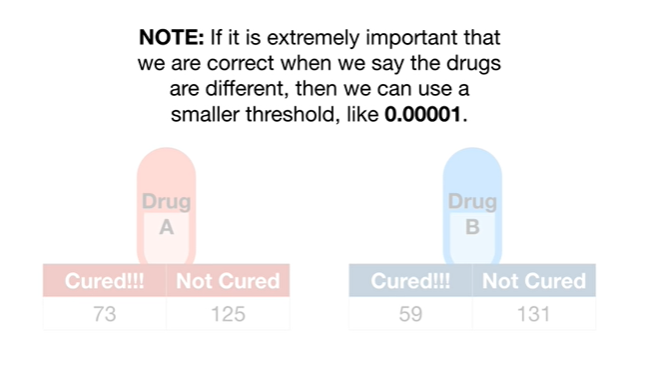 NOTE: If it is extremely important that
we are correct when we say the drugs
are different, then we can use a
smaller threshold, like 0.00001.
Drug
A
Drug
B
Cured!!! Not Cured
73 125
Cured!!! Not Cured
59 131